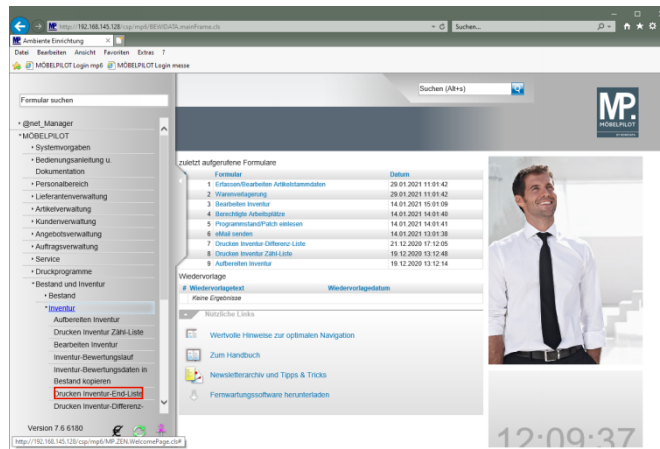 http://192.168.145.128/csp/mp6/BEWIDATA.mainFrame.cls
Suchen...
Ambiente Einrichtung
Datei Bearbeiten Ansicht Favoriten Extras ?
MÖBELPILOT Login mp6 MÖBELPILOT Login messe
Suchen (Alt+s)
Formular suchen
MP.
MÖBELPILOT
@net_Manager
MÖBELPILOT
Systemvorgaben
Bedienungsanleitung u.
Dokumentation
Personalbereich
Lieferantenverwaltung
Artikelverwaltung
Kundenverwaltung
Angebotsverwaltung
Auftragsverwaltung
Service
Druckprogramme
Bestand und Inventur
Bestand
Inventur
Aufbereiten Inventur
Drucken Inventur Zähl-Liste
Bearbeiten Inventur
Inventur-Bewertungslauf
Inventur-Bewertungsdaten in
Bestand kopieren
Drucken Inventur-End-Liste
Drucken Inventur-Differenz-
Version 7.6 6180
http://192.168.145.128/csp/mp6/MP.ZEN.WelcomePage.cls#
zuletzt aufgerufene Formulare
Formular Datum
1 Erfassen/Bearbeiten Artikelstammdaten 29.01.2021 11:01:42
2 Warenverlagerung 29.01.2021 11:01:42
3 Bearbeiten Inventur 14.01.2021 15:01:09
4 Berechtigte Arbeitsplätze 14.01.2021 14:01:40
5 Programmstand/Patch einlesen 14.01.2021 14:01:41
6 eMail senden 14.01.2021 13:01:38
7 Drucken Inventur-Differenz-Liste 21.12.2020 17:12:05
8 Drucken Inventur Zähl-Liste 19.12.2020 13:12:48
9 Aufbereiten Inventur 19.12.2020 13:12:14
Wiedervorlage
# Wiedervorlagetext Wiedervorlagedatum
Keine Ergebnisse
Nützliche Links
Wertvolle Hinweise zur optimalen Navigation
Zum Handbuch
Newsletterarchiv und Tipps & Tricks
Fernwartungssoftware herunterladen
12:09:37